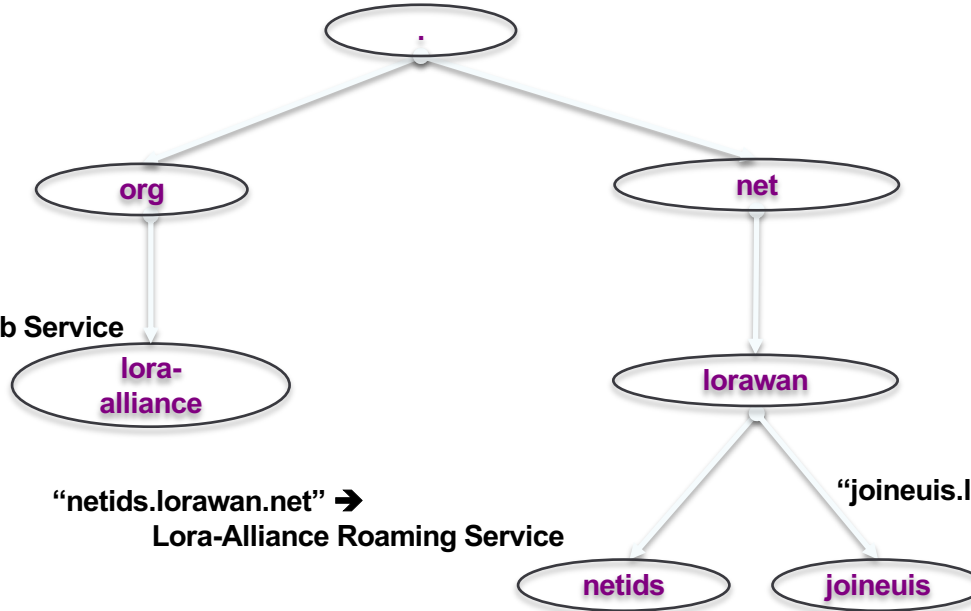 .
org
net
b Service
lora-
alliance
lorawan
“netids.lorawan.net” ➔
Lora-Alliance Roaming Service
“joineuis.l
netids
joineuis